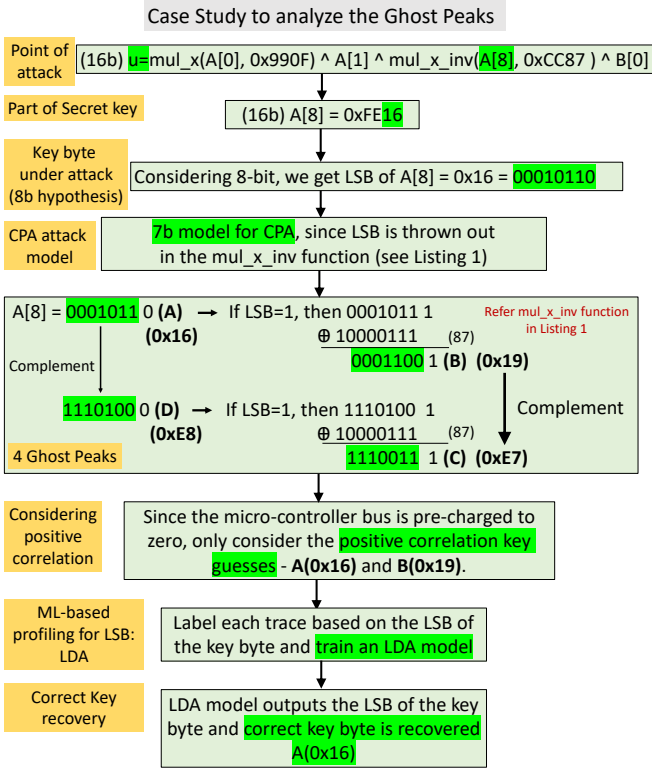 Case Study to analyze the Ghost Peaks
Point of
attack
(16b) u=mul_x(A[0], 0x990F) ^ A[1] ^ mul_x_inv(A[8], 0xCC87 ) ^ B[0]
Part of Secret key
(16b) A[8] = 0xFE16
Key byte
under attack
(8b hypothesis)
Considering 8-bit, we get LSB of A[8] = 0x16 = 00010110
CPA attack
model
7b model for CPA, since LSB is thrown out
in the mul_x_inv function (see Listing 1)
A[8] = 0001011 0 (A) → If LSB=1, then 0001011 1
(0x16)
⊕ 10000111 (87)
0001100 1 (B) (0x19)
Refer mul_x_inv function
in Listing 1
Complement
Complement
1110100 0 (D) → If LSB=1, then 1110100 1
(0xE8)
⊕ 10000111 (87)
1110011 1 (C) (0xE7)
4 Ghost Peaks
Considering
positive
correlation
Since the micro-controller bus is pre-charged to
zero, only consider the positive correlation key
guesses - A(0x16) and B(0x19).
ML-based
profiling for LSB:
LDA
Label each trace based on the LSB of
the key byte and train an LDA model
Correct Key
recovery
LDA model outputs the LSB of the key
byte and correct key byte is recovered
A(0x16)